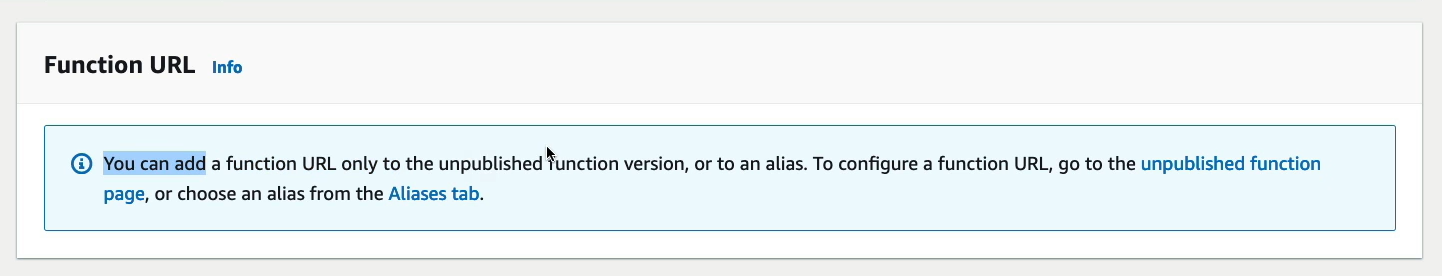 Function URL Info
You can add a function URL only to the unpublished function version, or to an alias. To configure a function URL, go to the unpublished function
page, or choose an alias from the Aliases tab.